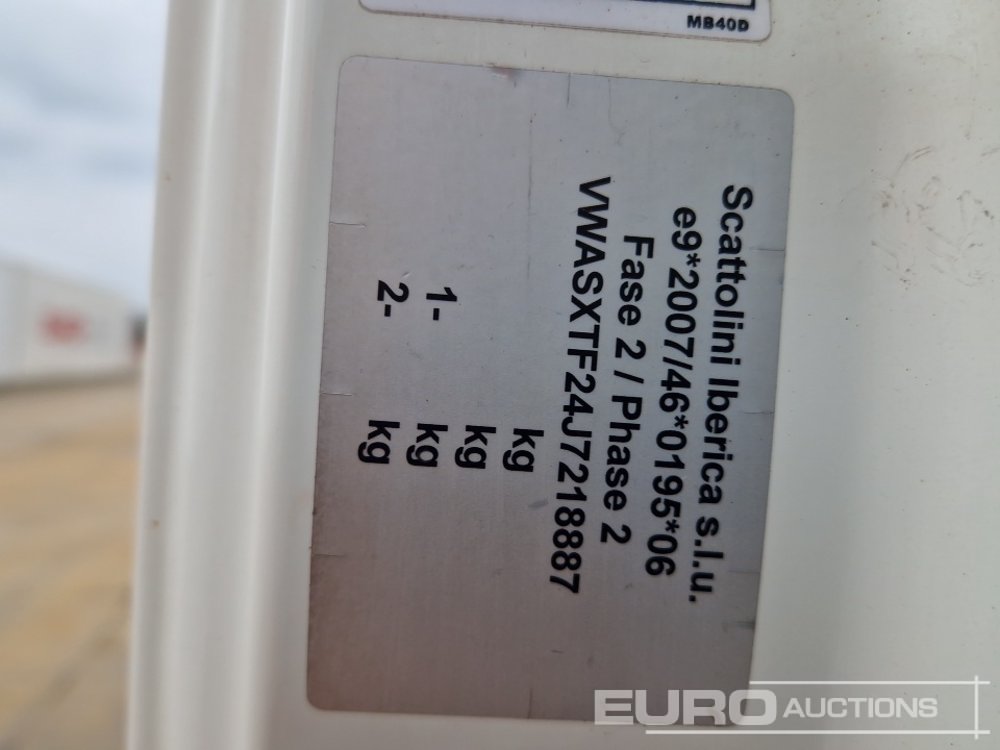 MB40D
Scattolini Iberica s.l.u.
e9*2007/46*0195*06
Fase 2 / Phase 2
VWASXTF24J7218887
kg
kg
1- kg
2- kg
EURO AUCTIONS